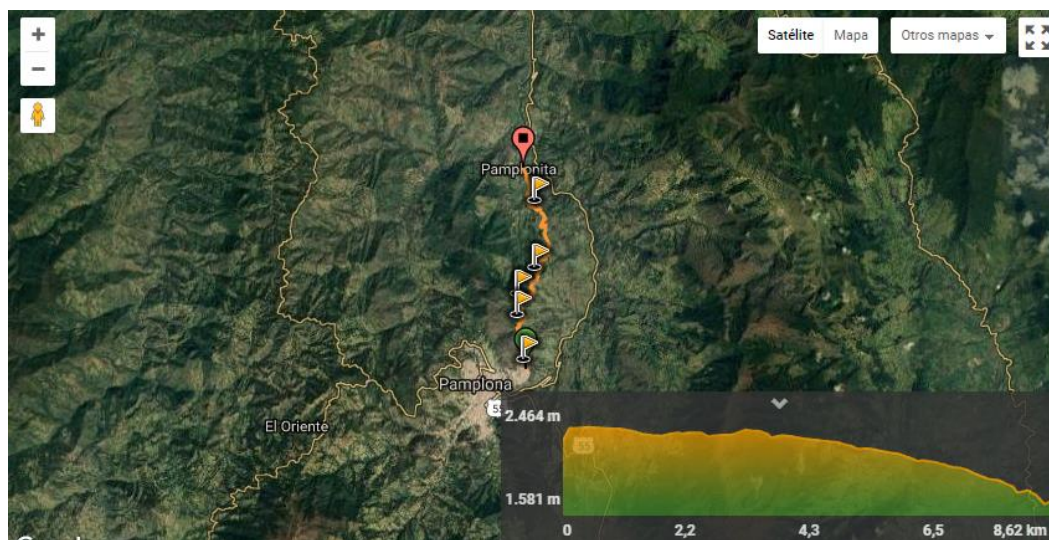 +
−
Satélite Mapa Otros mapas
Pamplonita
Pamplona
55
El Oriente
2.464 m
55
1.581 m
0 2,2 4,3 6,5 8,62 km